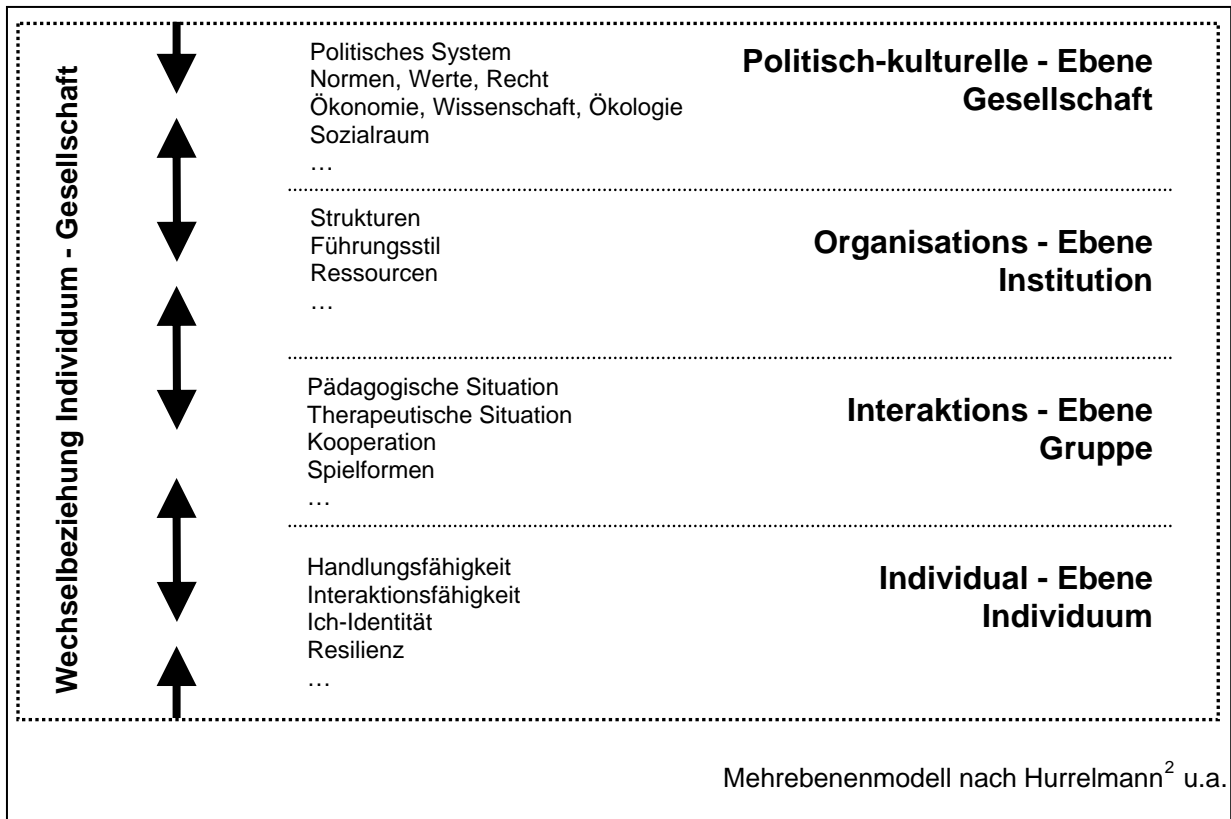 Wechselbeziehung Individuum - Gesellschaft
Politisches System
Normen, Werte, Recht
Ökonomie, Wissenschaft, Ökologie
Sozialraum
…
Politisch-kulturelle - Ebene
Gesellschaft
Strukturen
Führungsstil
Ressourcen
…
Organisations - Ebene
Institution
Pädagogische Situation
Therapeutische Situation
Kooperation
Spielformen
…
Interaktions - Ebene
Gruppe
Handlungsfähigkeit
Interaktionsfähigkeit
Ich-Identität
Resilienz
…
Individual - Ebene
Individuum
Mehrebenenmodell nach Hurrelmann² u.a.